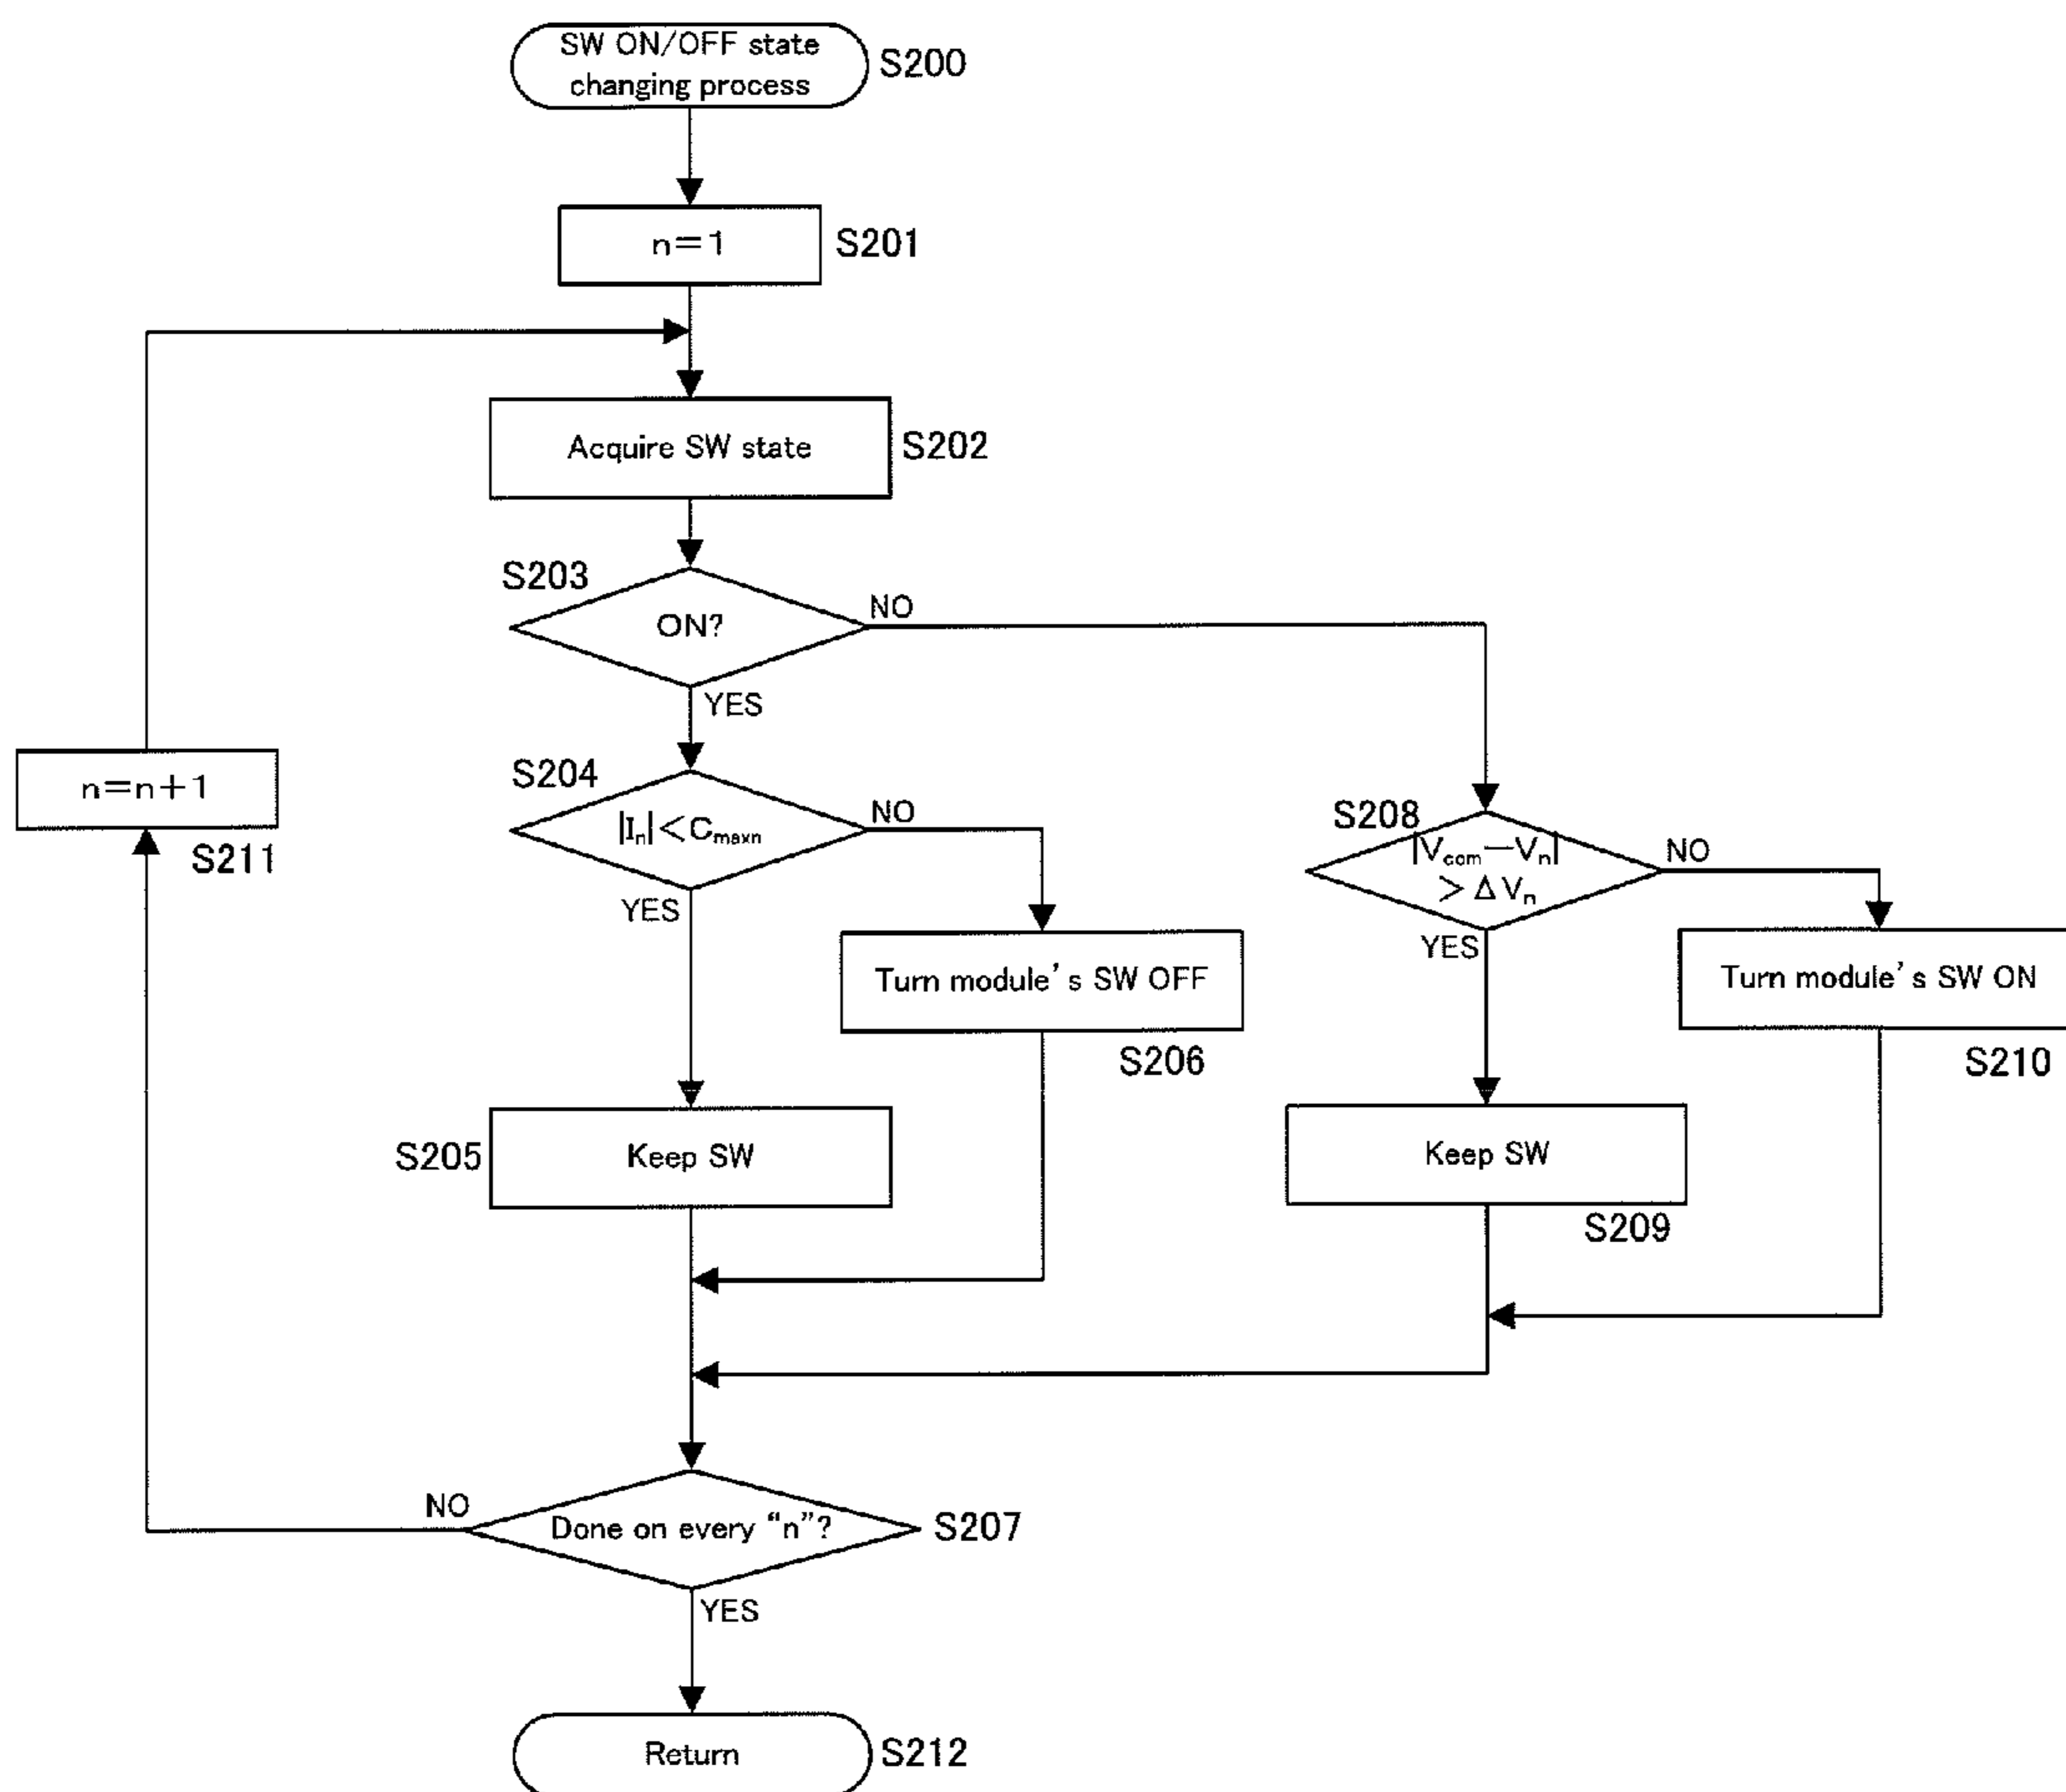 SW ON/OFF state
changing process
S200
n=1
S201
Acquire SW state
S202
S203
ON?
NO
YES
S204
|Iₙ|<Cₘₐₓₙ
NO
YES
n=n+1
S211
S208
|V꜀ₒₘ—Vₙ|
>ΔVₙ
NO
YES
Turn module's SW OFF
S206
Turn module's SW ON
S210
S205
Keep SW
Keep SW
S209
NO
Done on every “n”?
S207
YES
Return
S212